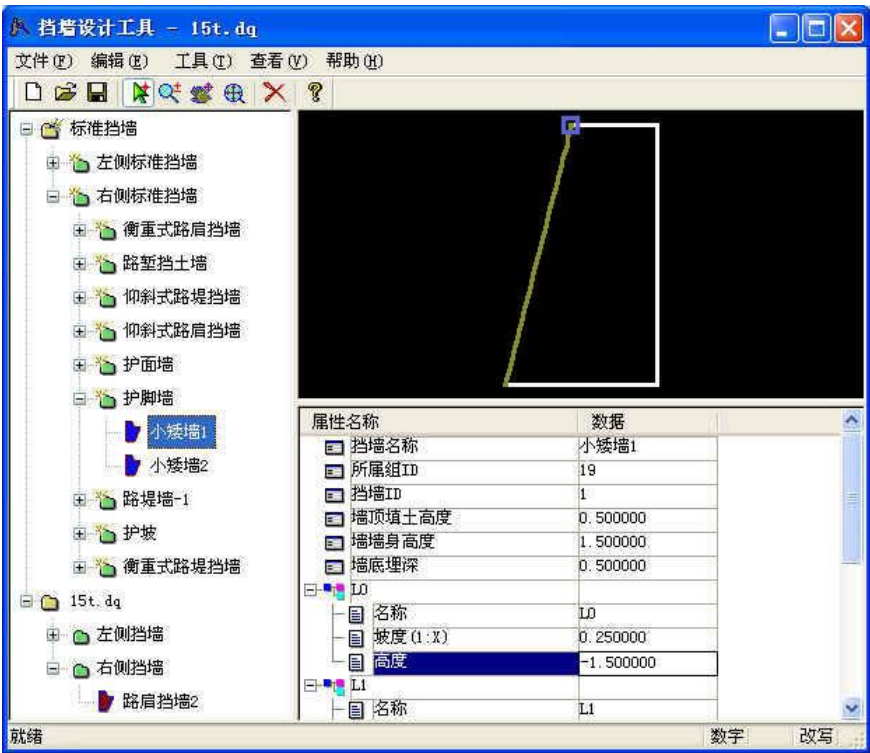 挡墙设计工具 - 15t.dq
文件(F) 编辑(E) 工具(T) 查看(V) 帮助(H)
标准挡墙
左侧标准挡墙
右侧标准挡墙
衡重式路肩挡墙
路堑挡土墙
仰斜式路堤挡墙
仰斜式路肩挡墙
护面墙
护脚墙
小矮墙1
小矮墙2
路堤墙-1
护坡
衡重式路堤挡墙
15t.dq
左侧挡墙
右侧挡墙
路肩挡墙2
属性名称 数据
挡墙名称 小矮墙1
所属组ID 19
挡墙ID 1
墙顶填土高度 0.500000
墙墙身高度 1.500000
墙底埋深 0.500000
L0
名称 L0
坡度(1:X) 0.250000
高度 -1.500000
L1
名称 L1
就绪 数字 改写